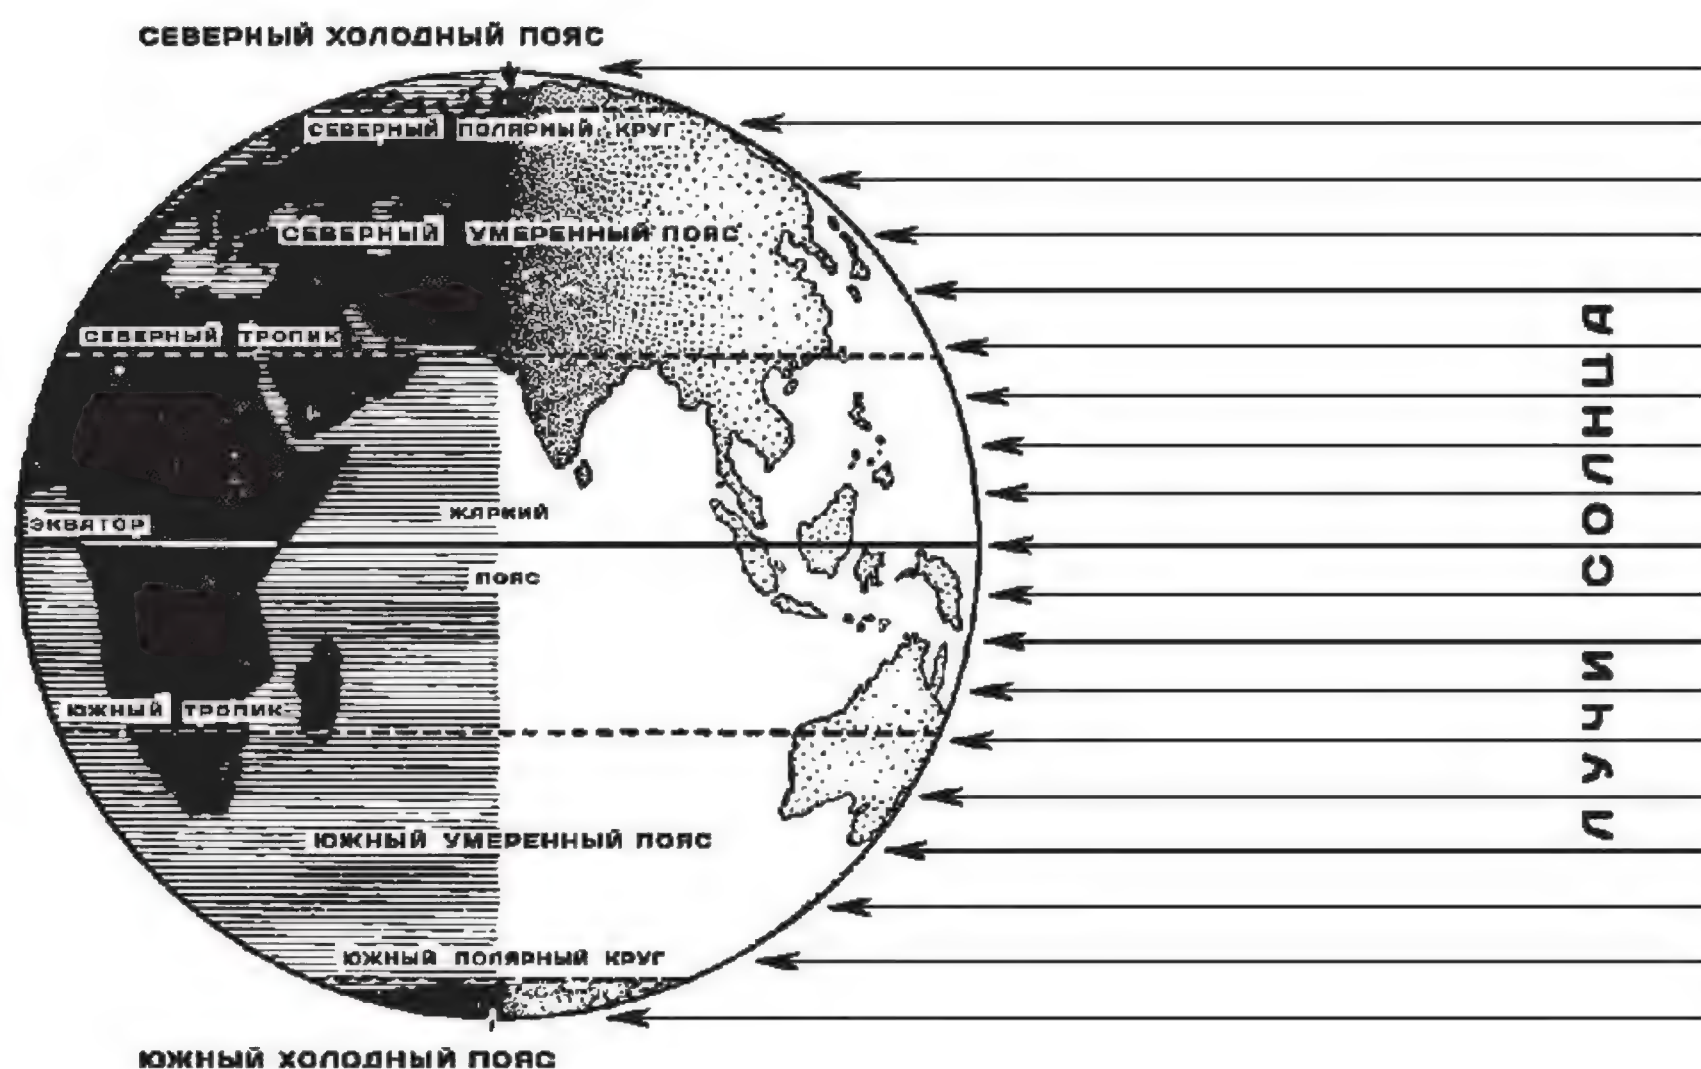 СЕВЕРНЫЙ ХОЛОДНЫЙ ПОЯС
СЕВЕРНЫЙ ПОЛЯРНЫЙ КРУГ
СЕВЕРНЫЙ УМЕРЕННЫЙ ПОЯС
СЕВЕРНЫЙ ТРОПИК
ЭКВАТОР
ЖАРКИЙ
ПОЯС
ЮЖНЫЙ ТРОПИК
ЮЖНЫЙ УМЕРЕННЫЙ ПОЯС
ЮЖНЫЙ ПОЛЯРНЫЙ КРУГ
ЮЖНЫЙ ХОЛОДНЫЙ ПОЯС
ЛУЧИ СОЛНЦА